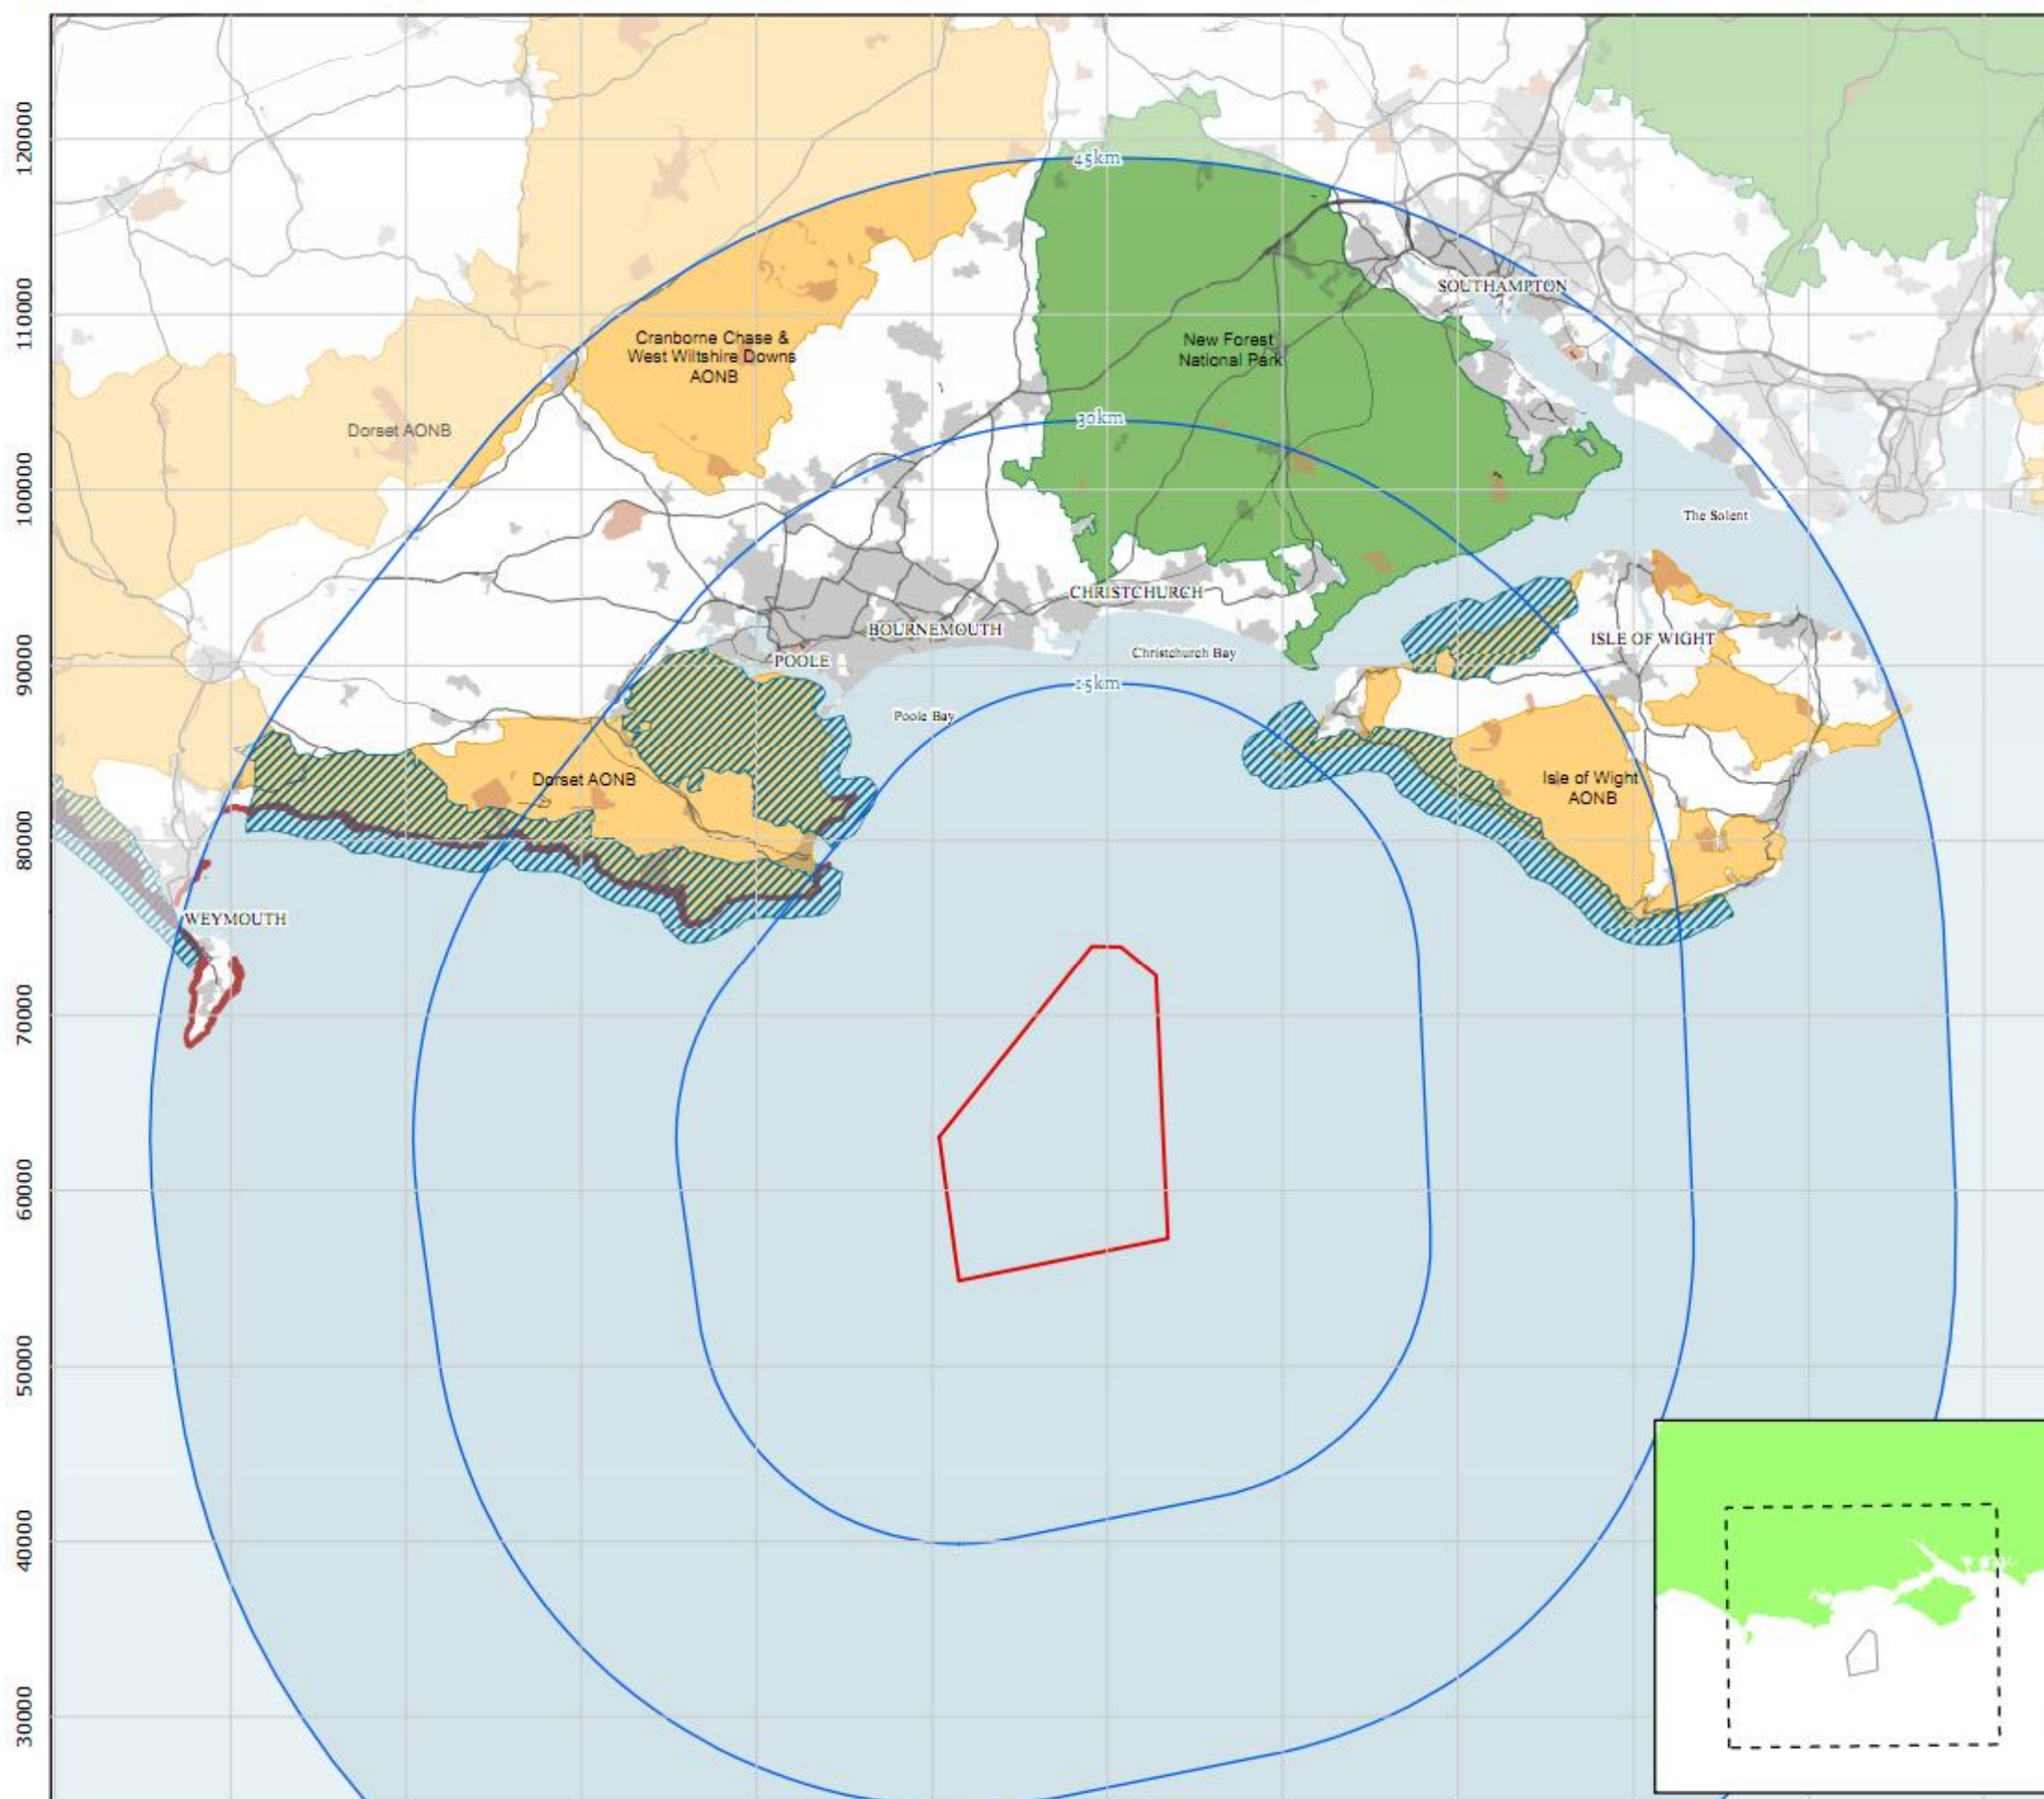 120000
45km
110000
SOUTHAMPTON
Cranborne Chase &
West Wiltshire Downs
AONB
New Forest
National Park
Dorset AONB
30km
100000
The Solent
CHRISTCHURCH
BOURNEMOUTH
ISLE OF WIGHT
Christchurch Bay
POOLE
90000
15km
Poole Bay
Dorset AONB
Isle of Wight
AONB
80000
WEYMOUTH
70000
60000
50000
40000
30000